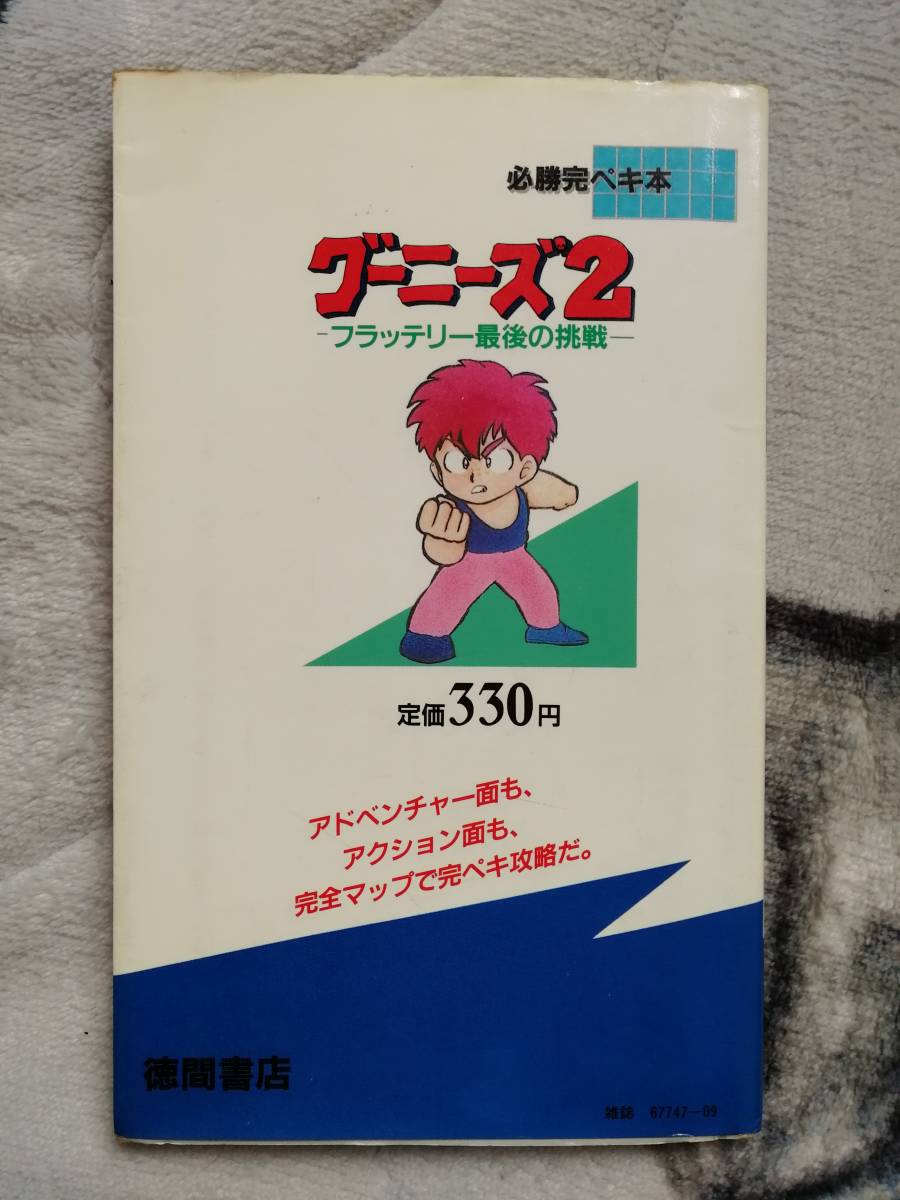 必勝完ペキ本
グーニーズ2
-フラッテリー最後の挑戦-
定価330円
アドベンチャー面も、
アクション面も、
完全マップで完ペキ攻略だ。
徳間書店
雑誌 67747-09